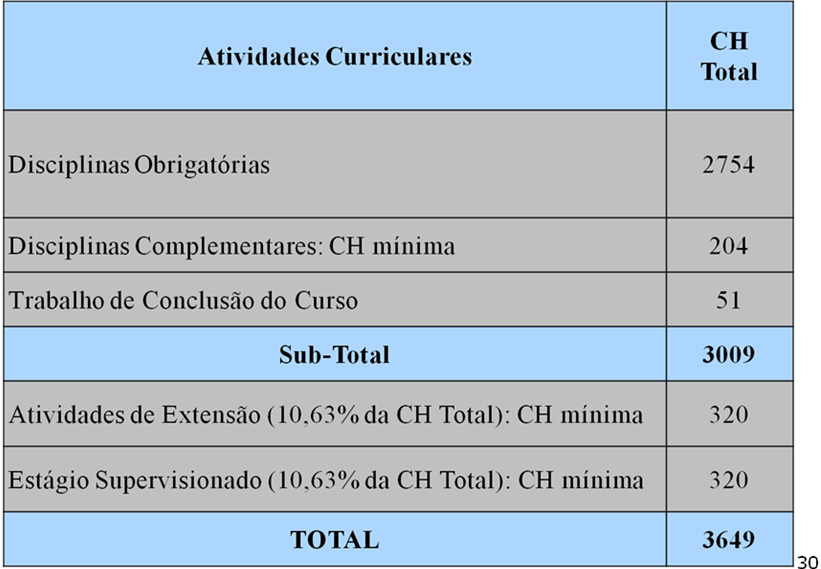 Atividades Curriculares
CH
Total
Disciplinas Obrigatórias
2754
Disciplinas Complementares: CH mínima
204
Trabalho de Conclusão do Curso
51
Sub-Total
3009
Atividades de Extensão (10,63% da CH Total): CH mínima
320
Estágio Supervisionado (10,63% da CH Total): CH mínima
320
TOTAL
3649
30